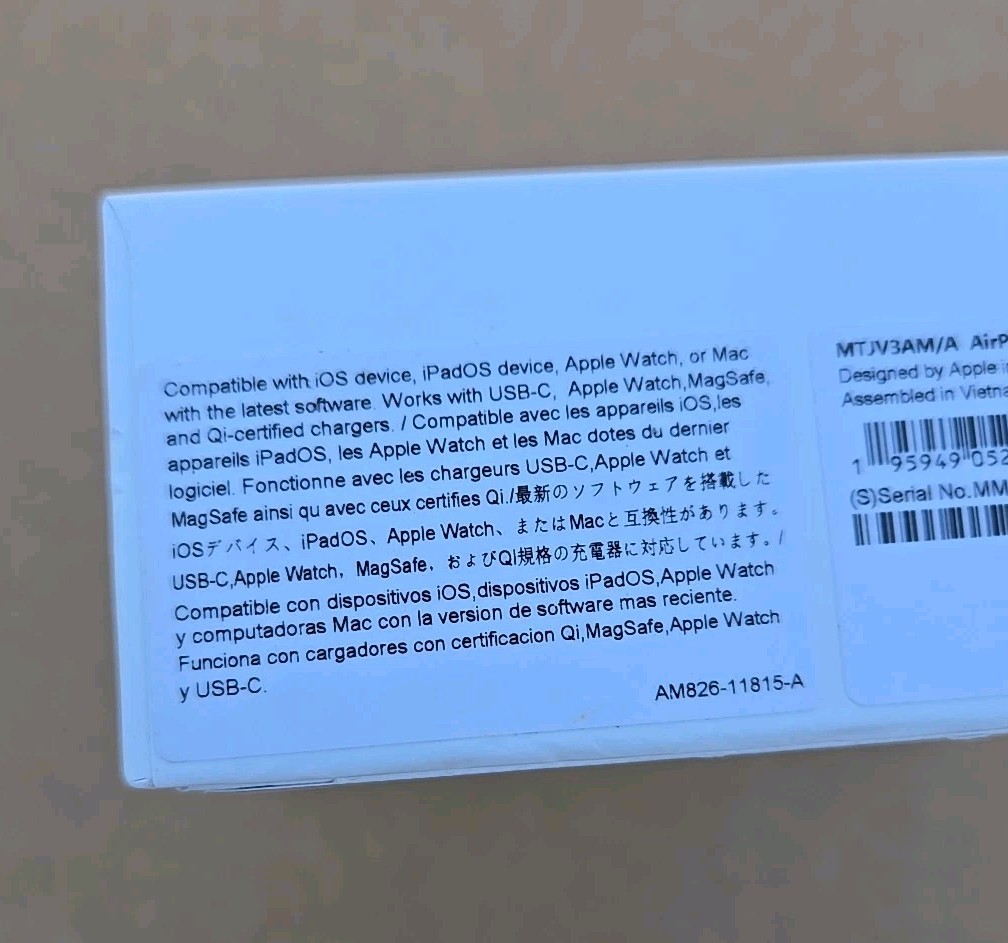 Compatible with iOS device, iPadOS device, Apple Watch, or Mac
with the latest software. Works with USB-C, Apple Watch,MagSafe,
and Qi-certified chargers. / Compatible avec les appareils iOS,les
appareils iPadOS, les Apple Watch et les Mac dotes du dernier
logiciel. Fonctionne avec les chargeurs USB-C,Apple Watch et
MagSafe ainsi qu avec ceux certifies Qi./最新のソフトウェアを搭載した
iOSデバイス、iPadOS、Apple Watch、またはMacと互換性があります。
USB-C,Apple Watch, MagSafe, およびQI規格の充電器に対応しています。/
Compatible con dispositivos iOS,dispositivos iPadOS,Apple Watch
y computadoras Mac con la version de software mas reciente.
Funciona con cargadores con certificacion Qi,MagSafe,Apple Watch
y USB-C.
AM826-11815-A
MTJV3AM/A AirP
Designed by Apple i
Assembled in Vietna
1 95949 052
(S)Serial No.MM